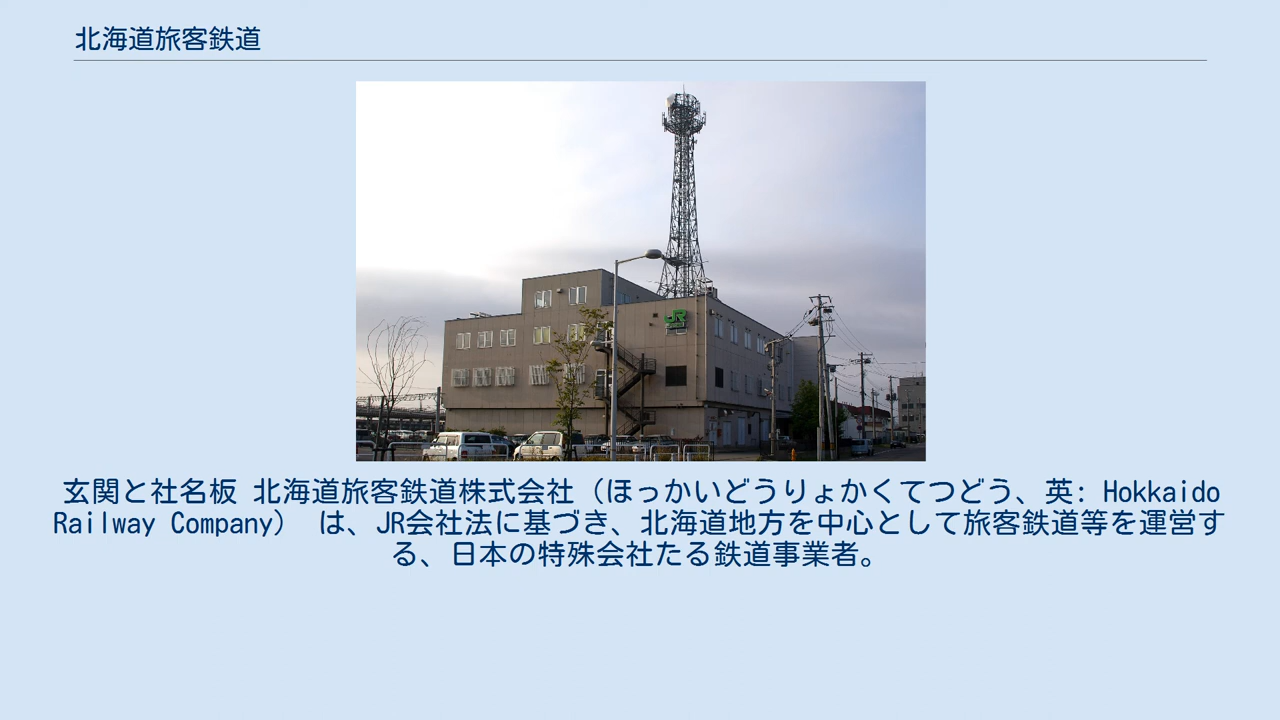 北海道旅客鉄道
JR
玄関と社名板 北海道旅客鉄道株式会社（ほっかいどうりょかくてつどう、英: Hokkaido
Railway Company） は、JR会社法に基づき、北海道地方を中心として旅客鉄道等を運営す
る、日本の特殊会社たる鉄道事業者。